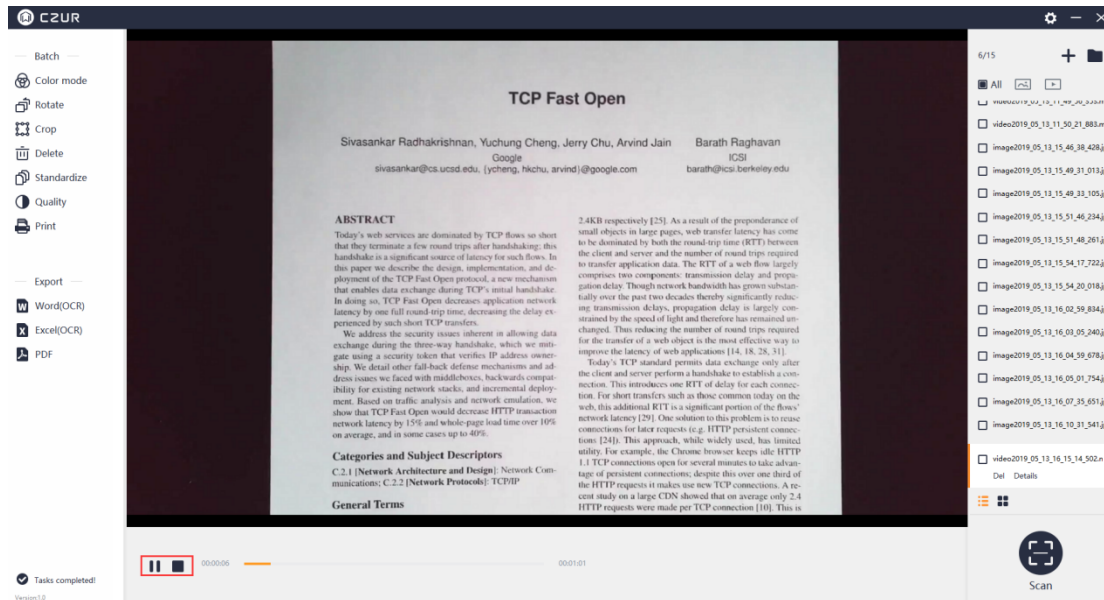 CZUR
Batch
Color mode
Rotate
Crop
Delete
Standardize
Quality
Print
Export
Word(OCR)
Excel(OCR)
PDF
Tasks completed!
Version:1.0
TCP Fast Open
Sivasankar Radhakrishnan, Yuchung Cheng, Jerry Chu, Arvind Jain
Barath Raghavan
Google
ICSI
sivasankar@cs.ucsd.edu, {ycheng, hkchu, arvind}@google.com
barath@icsi.berkeley.edu
ABSTRACT
Today's web services are dominated by TCP flows so short
that they terminate a few round trips after handshaking; this
handshake is a significant source of latency for such flows. In
this paper we describe the design, implementation, and de-
ployment of the TCP Fast Open protocol, a new mechanism
that enables data exchange during TCP's initial handshake.
In doing so, TCP Fast Open decreases application network
latency by one full round-trip time, decreasing the delay ex-
perienced by such short TCP transfers.
We address the security issues inherent in allowing data
exchange during the three-way handshake, which we miti-
gate using a security token that verifies IP address owner-
ship. We detail other fall-back defense mechanisms and ad-
dress issues we faced with middleboxes, backwards compat-
ibility for existing network stacks, and incremental deploy-
ment. Based on traffic analysis and network emulation, we
show that TCP Fast Open would decrease HTTP transaction
network latency by 15% and whole-page load time over 10%
on average, and in some cases up to 40%.
Categories and Subject Descriptors
C.2.1 [Network Architecture and Design]: Network Com-
munications; C.2.2 [Network Protocols]: TCP/IP
General Terms
2.4KB respectively [25]. As a result of the preponderance of
small objects in large pages, web transfer latency has come
to be dominated by both the round-trip time (RTT) between
the client and server and the number of round trips required
to transfer application data. The RTT of a web flow largely
comprises two components: transmission delay and propa-
gation delay. Though network bandwidth has grown substan-
tially over the past two decades thereby significantly reduc-
ing transmission delays, propagation delay is largely con-
strained by the speed of light and therefore has remained un-
changed. Thus reducing the number of round trips required
for the transfer of a web object is the most effective way to
improve the latency of web applications [14, 18, 28, 31].
Today's TCP standard permits data exchange only after
the client and server perform a handshake to establish a con-
nection. This introduces one RTT of delay for each connec-
tion. For short transfers such as those common today on the
web, this additional RTT is a significant portion of the flows'
network latency [29]. One solution to this problem is to reuse
connections for later requests (e.g. HTTP persistent connec-
tions [24]). This approach, while widely used, has limited
utility. For example, the Chrome browser keeps idle HTTP
1.1 TCP connections open for several minutes to take advan-
tage of persistent connections; despite this over one third of
the HTTP requests it makes use new TCP connections. A re-
cent study on a large CDN showed that on average only 2.4
HTTP requests were made per TCP connection [10]. This is
00:00:06
00:01:01
6/15
All
video2019_05_13_11_50_21_883.m
image2019_05_13_15_46_38_428.j
image2019_05_13_15_49_31_013.j
image2019_05_13_15_49_33_105.j
image2019_05_13_15_51_46_234.j
image2019_05_13_15_51_48_261.j
image2019_05_13_15_54_17_722.j
image2019_05_13_15_54_20_018.j
image2019_05_13_16_02_59_834.j
image2019_05_13_16_03_05_240.j
image2019_05_13_16_04_59_678.j
image2019_05_13_16_05_01_754.j
image2019_05_13_16_07_35_651.j
image2019_05_13_16_10_31_541.j
video2019_05_13_16_15_14_502.m
Del Details
Scan